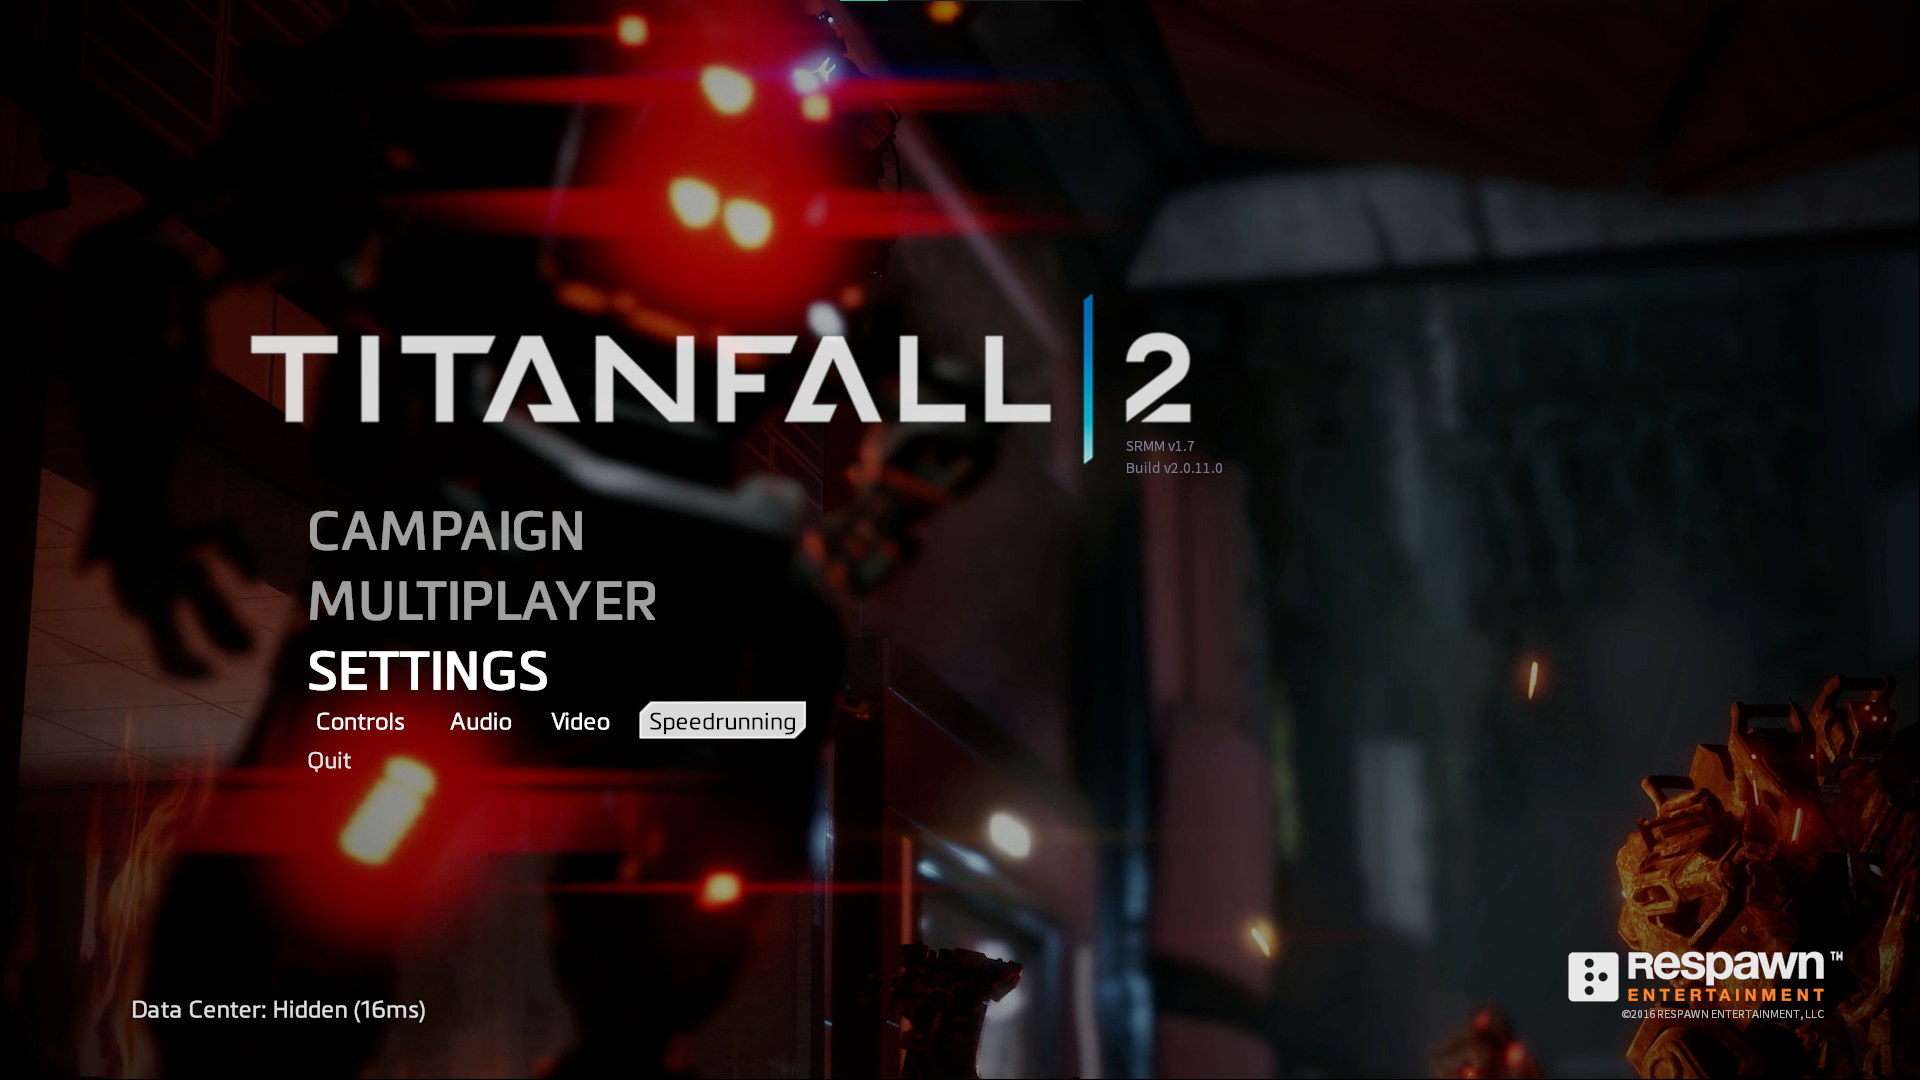 TITANFALL 2
SRMM v1.7
Build v2.0.11.0
CAMPAIGN
MULTIPLAYER
SETTINGS
Controls Audio Video Speedrunning
Quit
Data Center: Hidden (16ms)
Respawn™
ENTERTAINMENT
©2016 RESPAWN ENTERTAINMENT, LLC